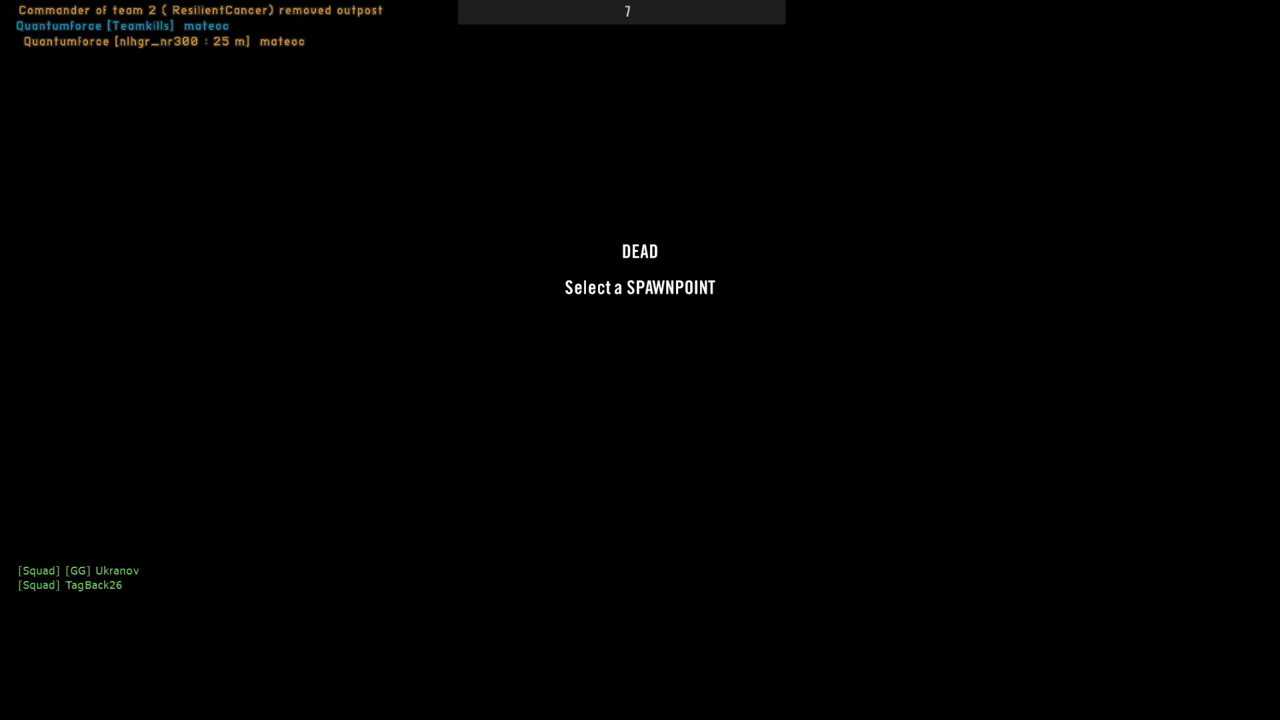 Commander of team 2 ( ResilientCancer) removed outpost
7
Quantumforce [Teamkills] mateoc
Quantumforce [nlhgr_nr300 : 25 m] mateoc
DEAD
Select a SPAWNPOINT
[Squad] [GG] Ukranov
[Squad] TagBack26